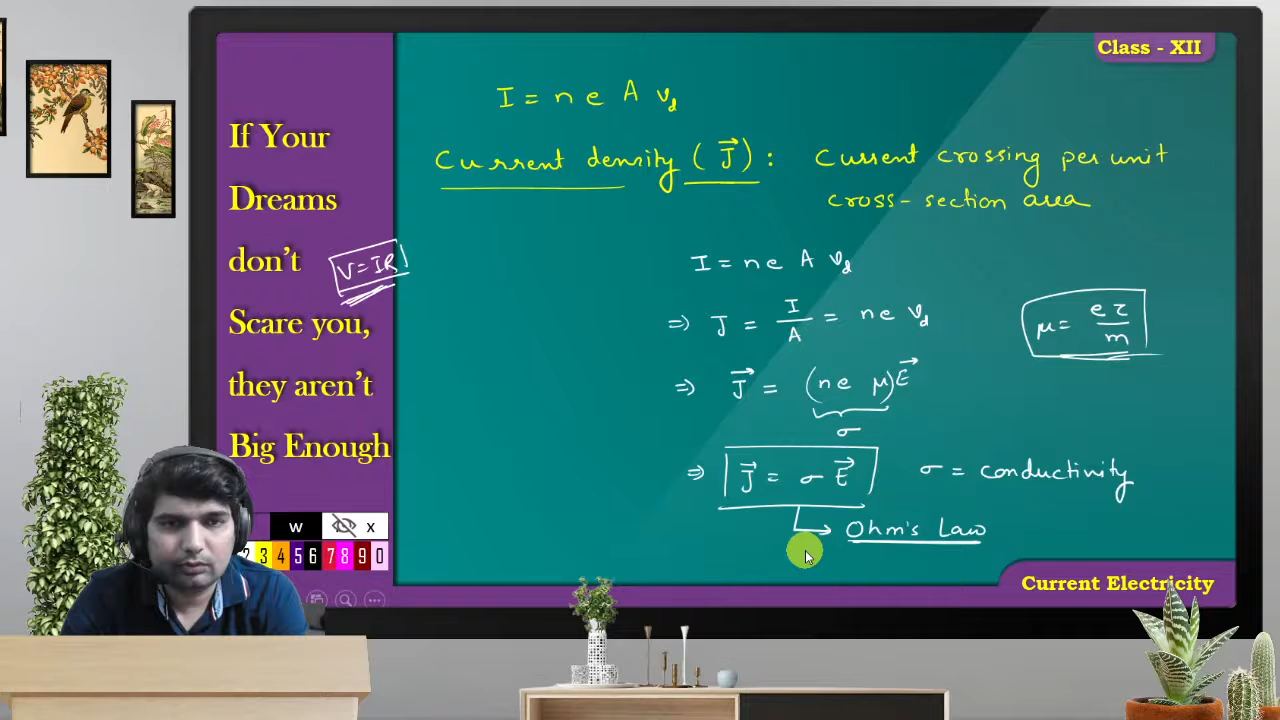 Class - XII
If Your
Dreams
don't
Scare you,
they aren't
Big Enough
V = IR
I = n e A v_d
Current density ( J⃗ ) : Current crossing per unit
cross-section area
I = n e A v_d
⇒ J = I/A = n e v_d
μ = eτ/m
⇒ J⃗ = (n e μ) E⃗
σ
⇒ J⃗ = σ E⃗ σ = conductivity
Ohm's Law
w x
2 3 4 5 6 7 8 9 0
Current Electricity